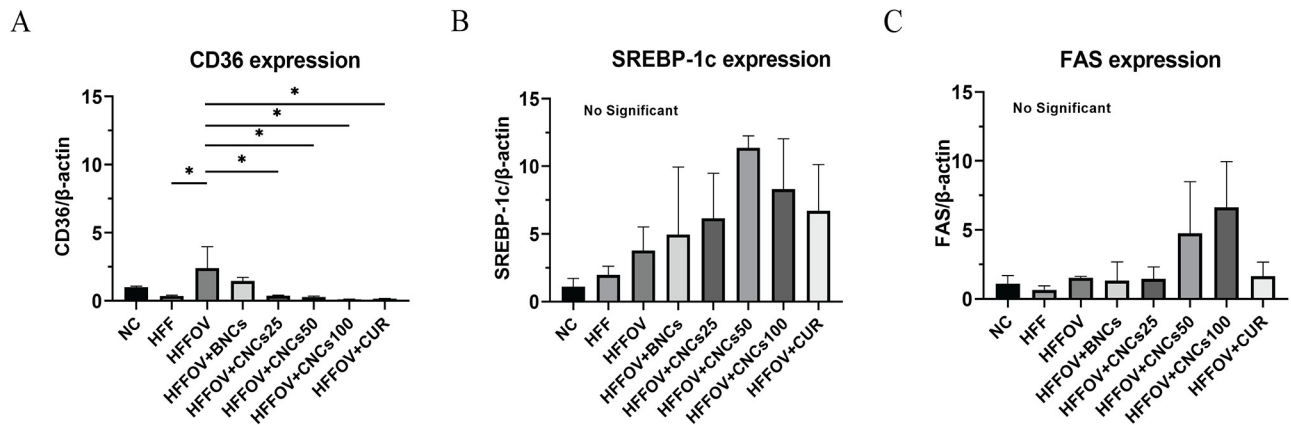 A
CD36 expression
CD36/β-actin
15
10
5
0
*
*
*
*
*
NC
HFF
HFFOV
HFFOV+BNCs
HFFOV+CNCs25
HFFOV+CNCs50
HFFOV+CNCs100
HFFOV+CUR
B
SREBP-1c expression
No Significant
SREBP-1c/β-actin
15
10
5
0
NC
HFF
HFFOV
HFFOV+BNCs
HFFOV+CNCs25
HFFOV+CNCs50
HFFOV+CNCs100
HFFOV+CUR
C
FAS expression
No Significant
FAS/β-actin
15
10
5
0
NC
HFF
HFFOV
HFFOV+BNCs
HFFOV+CNCs25
HFFOV+CNCs50
HFFOV+CNCs100
HFFOV+CUR